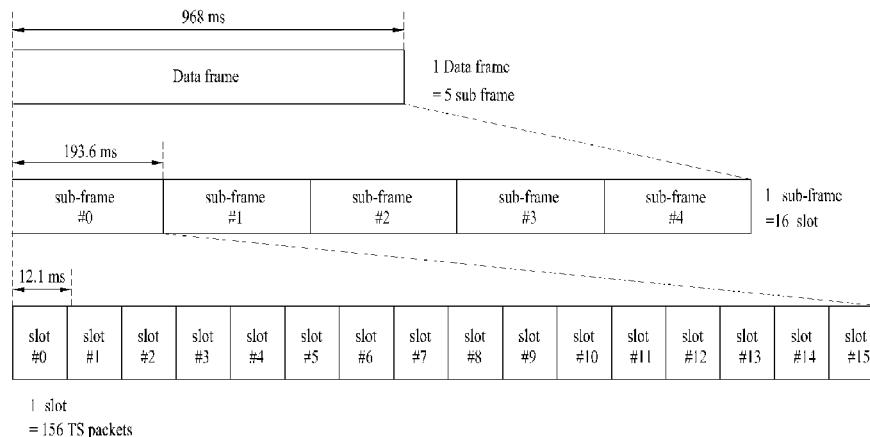 968 ms
Data frame
1 Data frame
= 5 sub frame
193.6 ms
sub-frame #0
sub-frame #1
sub-frame #2
sub-frame #3
sub-frame #4
1 sub-frame
=16 slot
12.1 ms
slot #0
slot #1
slot #2
slot #3
slot #4
slot #5
slot #6
slot #7
slot #8
slot #9
slot #10
slot #11
slot #12
slot #13
slot #14
slot #15
1 slot
= 156 TS packets